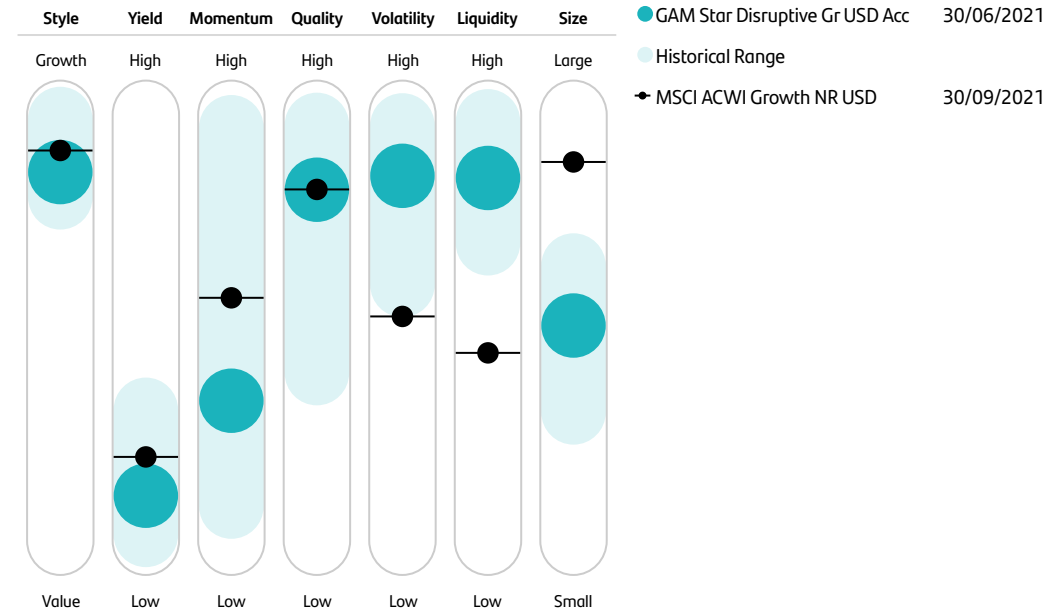 Style Yield Momentum Quality Volatility Liquidity Size
Growth High High High High High Large
Value Low Low Low Low Low Small
GAM Star Disruptive Gr USD Acc 30/06/2021
Historical Range
MSCI ACWI Growth NR USD 30/09/2021